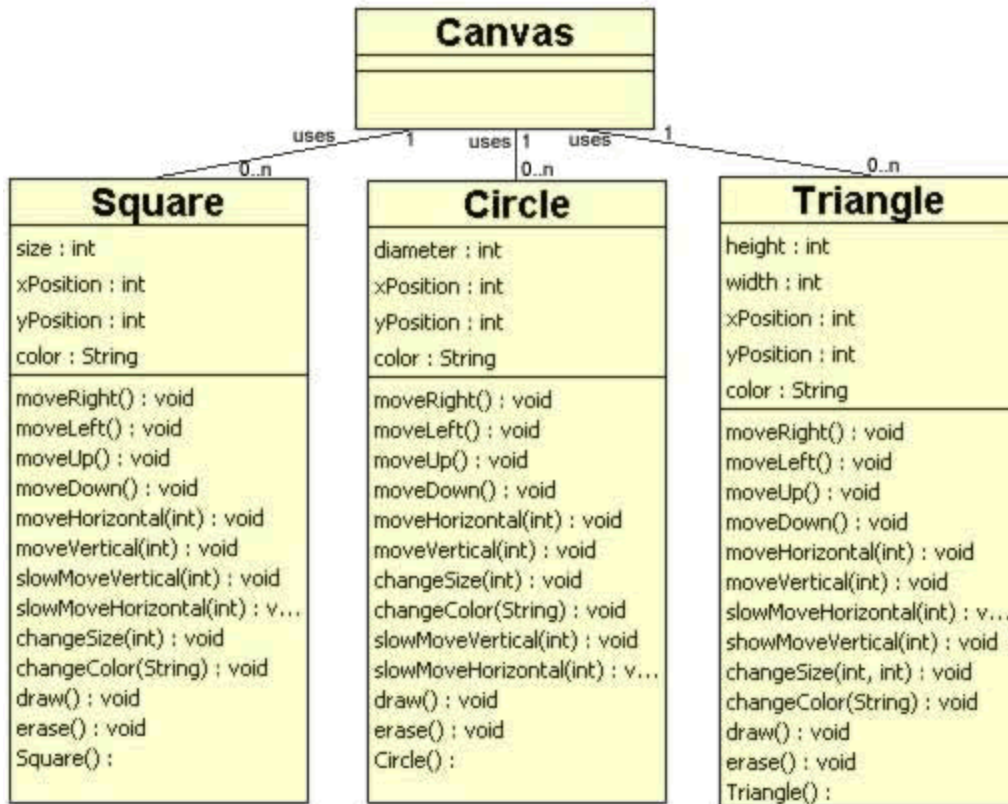 Canvas
uses 1
uses 1
uses 1
0..n
0..n
0..n
Square
size : int
xPosition : int
yPosition : int
color : String
moveRight() : void
moveLeft() : void
moveUp() : void
moveDown() : void
moveHorizontal(int) : void
moveVertical(int) : void
slowMoveVertical(int) : void
slowMoveHorizontal(int) : v...
changeSize(int) : void
changeColor(String) : void
draw() : void
erase() : void
Square() :
Circle
diameter : int
xPosition : int
yPosition : int
color : String
moveRight() : void
moveLeft() : void
moveUp() : void
moveDown() : void
moveHorizontal(int) : void
moveVertical(int) : void
changeSize(int) : void
changeColor(String) : void
slowMoveVertical(int) : void
slowMoveHorizontal(int) : v...
draw() : void
erase() : void
Circle() :
Triangle
height : int
width : int
xPosition : int
yPosition : int
color : String
moveRight() : void
moveLeft() : void
moveUp() : void
moveDown() : void
moveHorizontal(int) : void
moveVertical(int) : void
slowMoveHorizontal(int) : v...
showMoveVertical(int) : void
changeSize(int, int) : void
changeColor(String) : void
draw() : void
erase() : void
Triangle() :